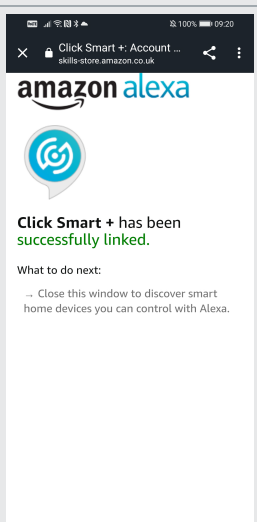 100% 09:20
Click Smart +: Account ...
skills-store.amazon.co.uk
amazon alexa
Click Smart + has been
successfully linked.
What to do next:
→ Close this window to discover smart
home devices you can control with Alexa.